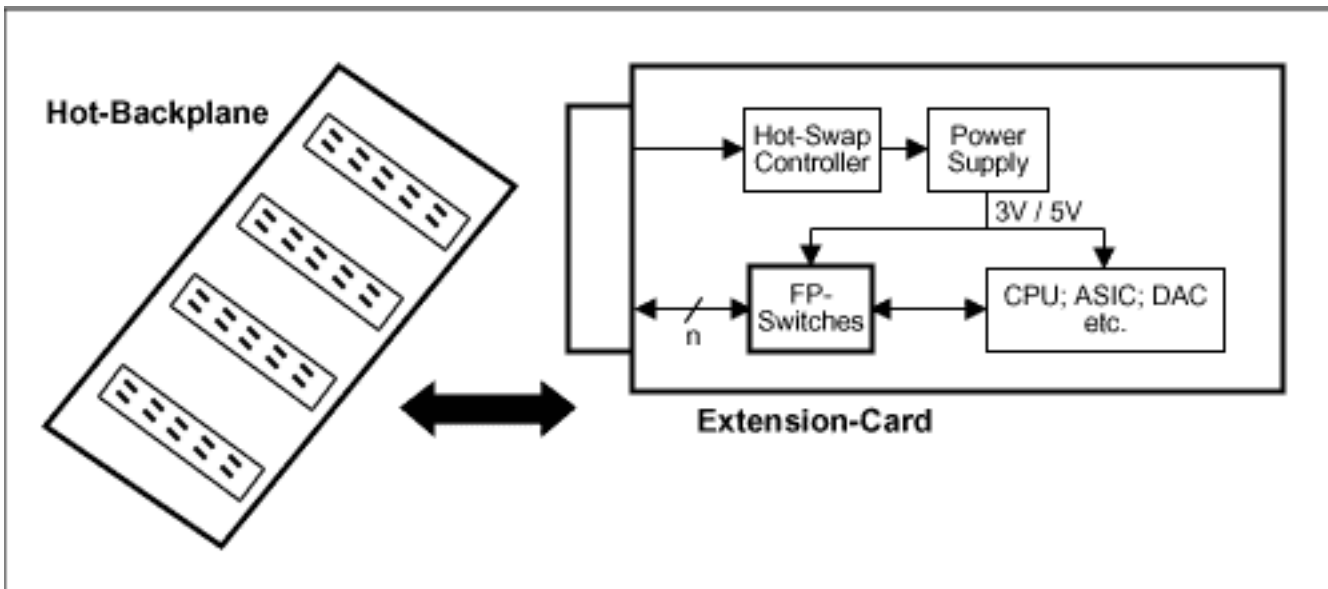 Hot-Backplane
Hot-Swap
Controller
Power
Supply
3V / 5V
FP-
Switches
n
CPU; ASIC; DAC
etc.
Extension-Card